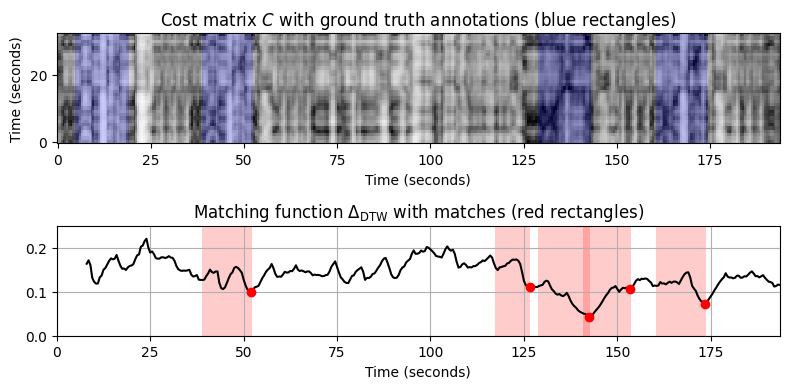 Cost matrix C with ground truth annotations (blue rectangles)
Time (seconds)
20
0
0 25 50 75 100 125 150 175
Time (seconds)
Matching function Δ_DTW with matches (red rectangles)
0.2
0.1
0.0
0 25 50 75 100 125 150 175
Time (seconds)